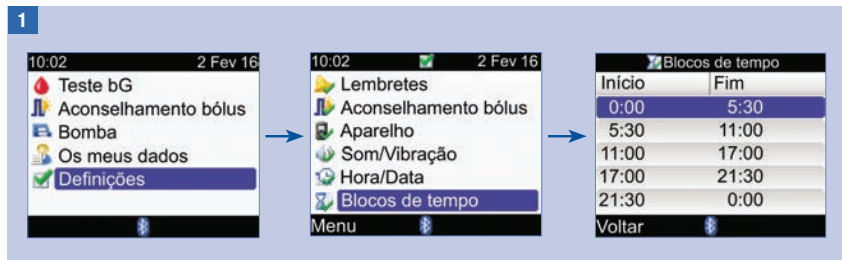 1
10:02 2 Fev 16
Teste bG
Aconselhamento bólus
Bomba
Os meus dados
Definições
10:02 2 Fev 16
Lembretes
Aconselhamento bólus
Aparelho
Som/Vibração
Hora/Data
Blocos de tempo
Menu
Blocos de tempo
Início Fim
0:00 5:30
5:30 11:00
11:00 17:00
17:00 21:30
21:30 0:00
Voltar